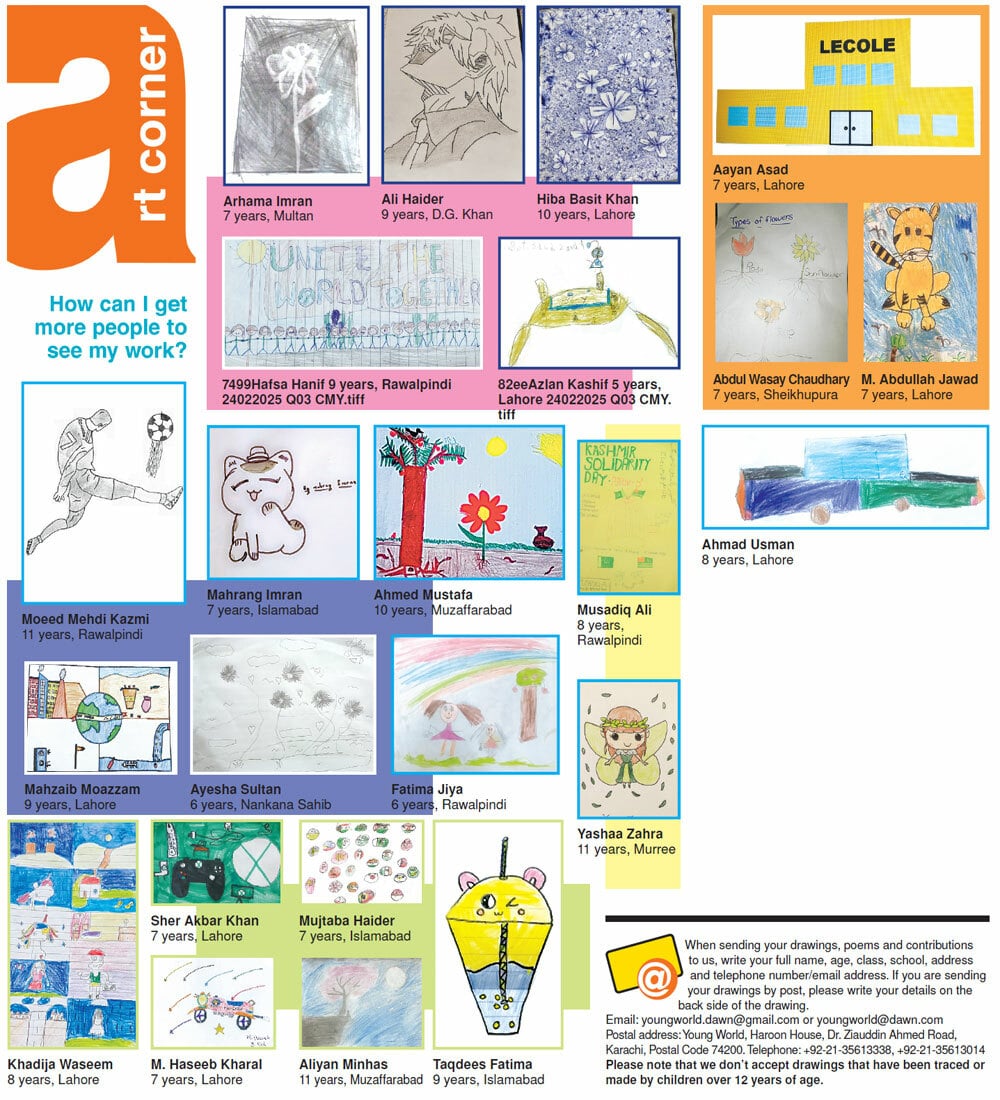 art corner
How can I get
more people to
see my work?
Arhama Imran
7 years, Multan
Ali Haider
9 years, D.G. Khan
Hiba Basit Khan
10 years, Lahore
LECOLE
Aayan Asad
7 years, Lahore
UNITE THE
WORLD TOGETHER
7499Hafsa Hanif 9 years, Rawalpindi
24022025 Q03 CMY.tiff
82eeAzlan Kashif 5 years,
Lahore 24022025 Q03 CMY.
tiff
Types of flowers
Rose
Sunflower
Abdul Wasay Chaudhary
7 years, Sheikhupura
M. Abdullah Jawad
7 years, Lahore
Moeed Mehdi Kazmi
11 years, Rawalpindi
By Mahrang Imran
Mahrang Imran
7 years, Islamabad
Ahmed Mustafa
10 years, Muzaffarabad
KASHMIR
SOLIDARITY
DAY
Musadiq Ali
8 years,
Rawalpindi
Ahmad Usman
8 years, Lahore
Mahzaib Moazzam
9 years, Lahore
Ayesha Sultan
6 years, Nankana Sahib
Fatima Jiya
6 years, Rawalpindi
Yashaa Zahra
11 years, Murree
Khadija Waseem
8 years, Lahore
Sher Akbar Khan
7 years, Lahore
Mujtaba Haider
7 years, Islamabad
M. Haseeb Kharal
7 years, Lahore
Aliyan Minhas
11 years, Muzaffarabad
Taqdees Fatima
9 years, Islamabad
@
When sending your drawings, poems and contributions
to us, write your full name, age, class, school, address
and telephone number/email address. If you are sending
your drawings by post, please write your details on the
back side of the drawing.
Email: youngworld.dawn@gmail.com or youngworld@dawn.com
Postal address: Young World, Haroon House, Dr. Ziauddin Ahmed Road,
Karachi, Postal Code 74200. Telephone: +92-21-35613338, +92-21-35613014
Please note that we don't accept drawings that have been traced or
made by children over 12 years of age.